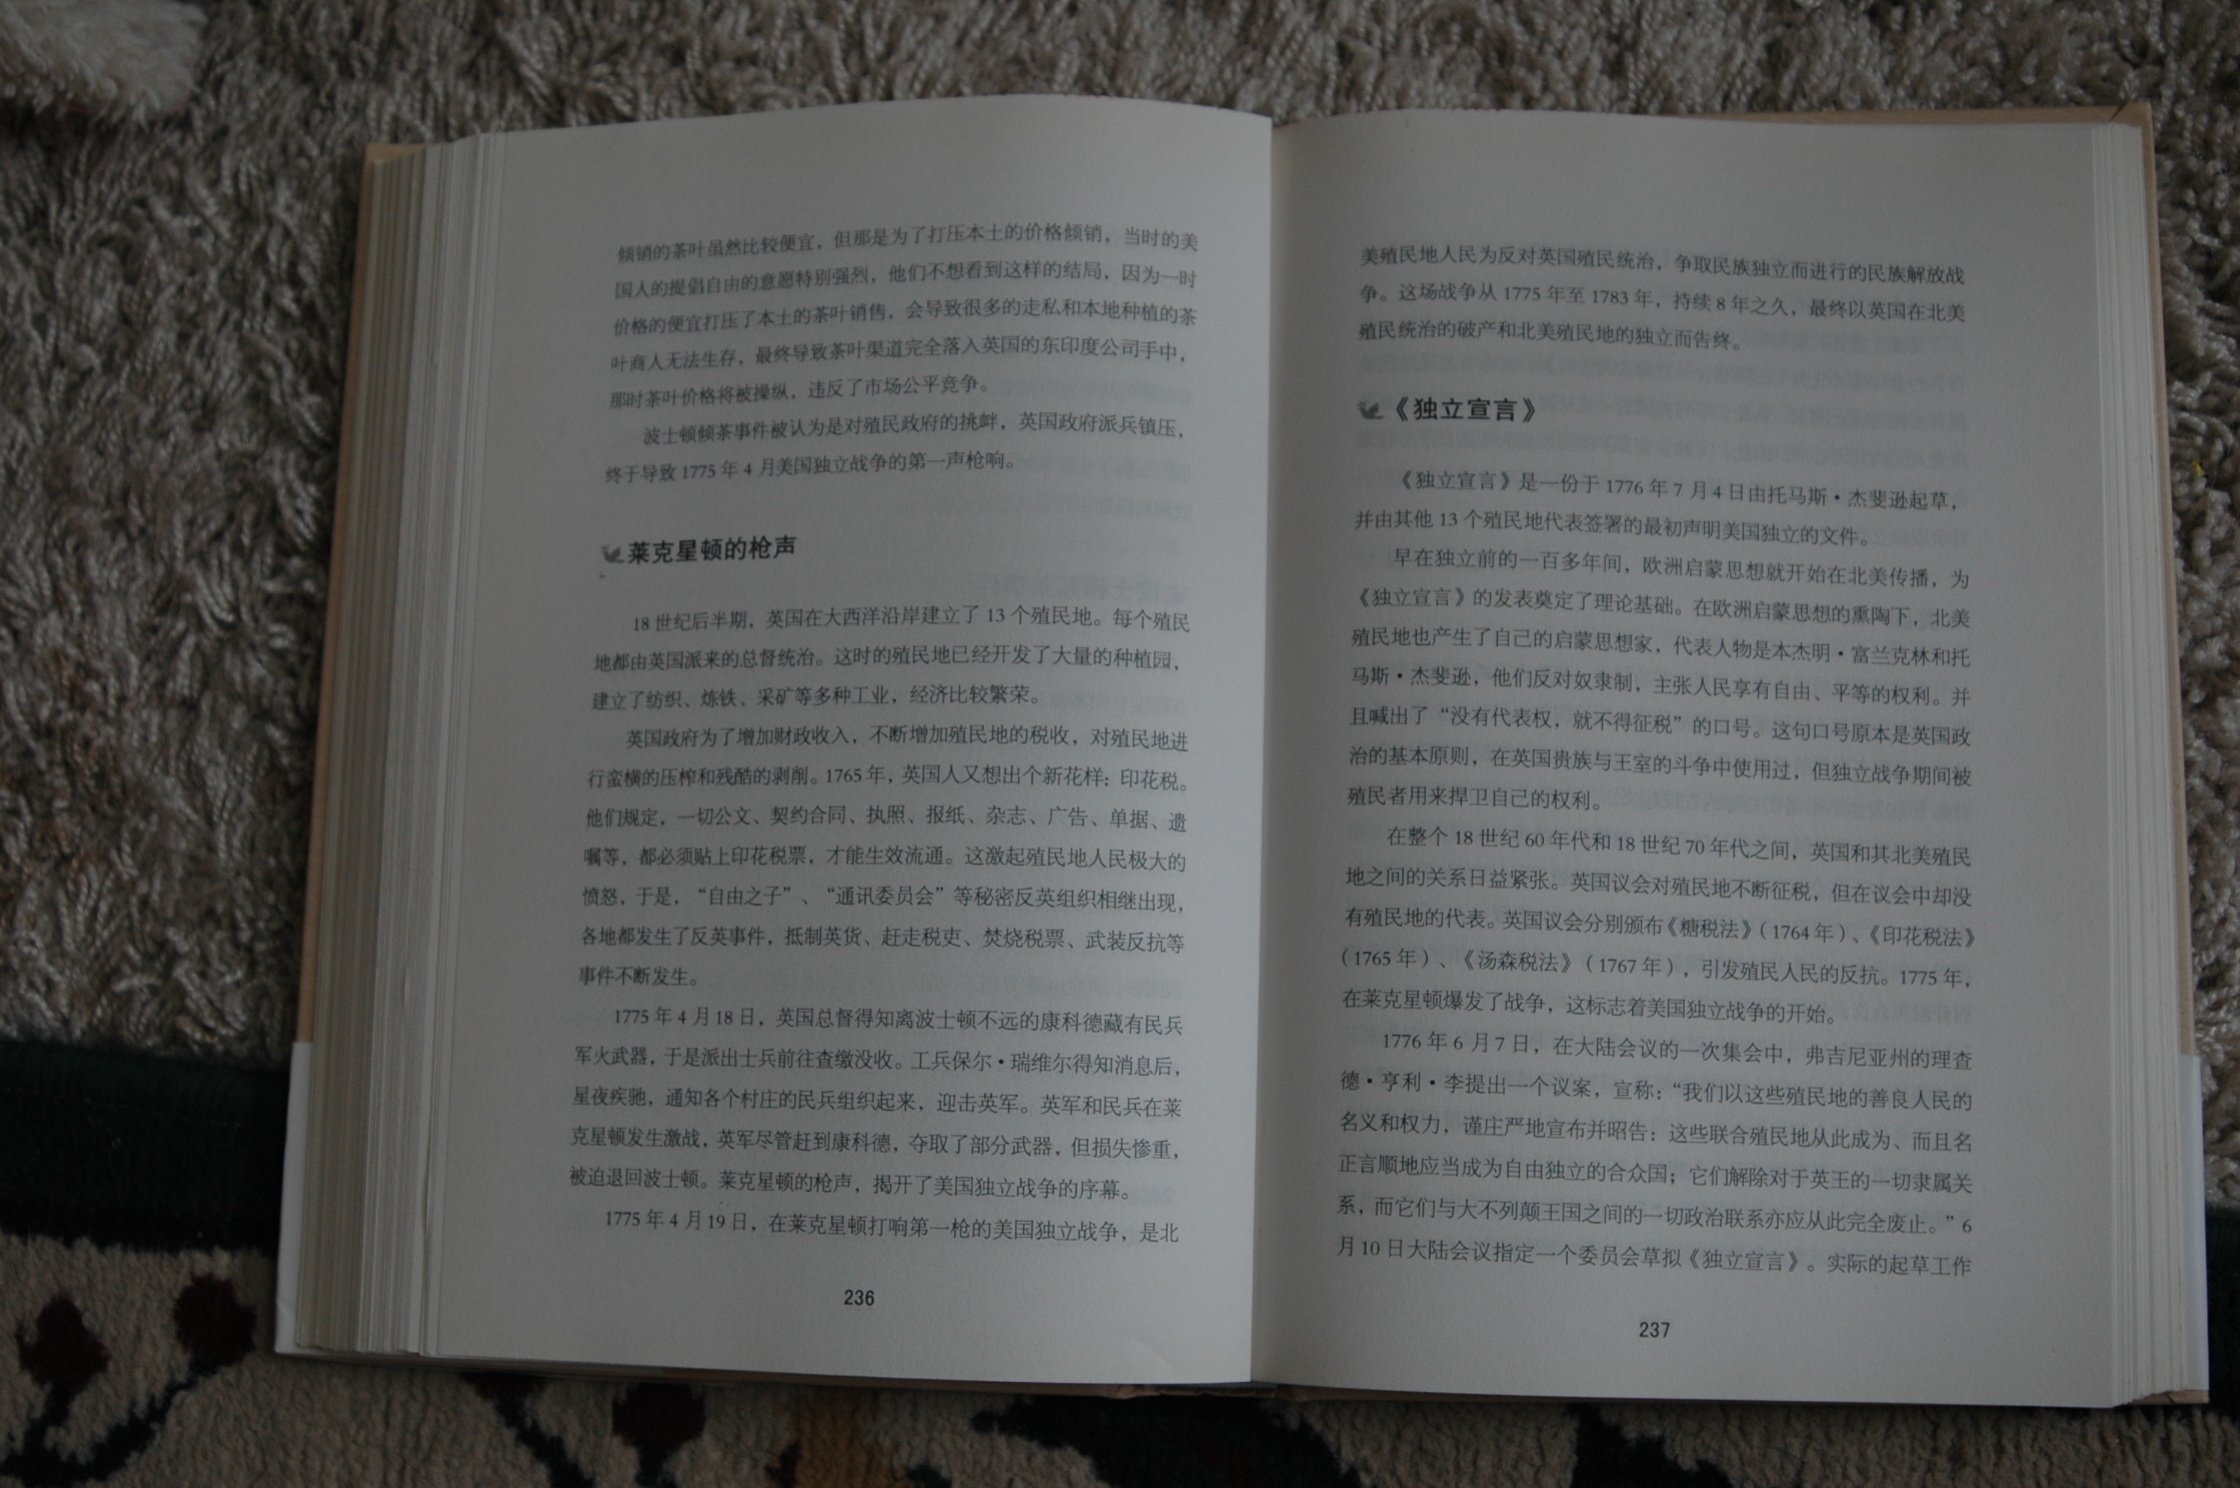 倾销的茶叶虽然比较便宜，但那是为了打压本土的价格倾销，当时的美
国人的提倡自由的意愿特别强烈，他们不想看到这样的结局，因为一时
价格的便宜打压了本土的茶叶销售，会导致很多的走私和本地种植的茶
叶商人无法生存，最终导致茶叶渠道完全落入英国的东印度公司手中，
那时茶叶价格将被操纵，违反了市场公平竞争。
波士顿倾茶事件被认为是对殖民政府的挑衅，英国政府派兵镇压，
终于导致 1775 年 4 月美国独立战争的第一声枪响。
莱克星顿的枪声
18 世纪后半期，英国在大西洋沿岸建立了 13 个殖民地。每个殖民
地都由英国派来的总督统治。这时的殖民地已经开发了大量的种植园，
建立了纺织、炼铁、采矿等多种工业，经济比较繁荣。
英国政府为了增加财政收入，不断增加殖民地的税收，对殖民地进
行蛮横的压榨和残酷的剥削。1765 年，英国人又想出个新花样：印花税。
他们规定，一切公文、契约合同、执照、报纸、杂志、广告、单据、遗
嘱等，都必须贴上印花税票，才能生效流通。这激起殖民地人民极大的
愤怒，于是，“自由之子”、“通讯委员会”等秘密反英组织相继出现，
各地都发生了反英事件，抵制英货、赶走税吏、焚烧税票、武装反抗等
事件不断发生。
1775 年 4 月 18 日，英国总督得知离波士顿不远的康科德藏有民兵
军火武器，于是派出士兵前往查缴没收。工兵保尔·瑞维尔得知消息后，
星夜疾驰，通知各个村庄的民兵组织起来，迎击英军。英军和民兵在莱
克星顿发生激战，英军尽管赶到康科德，夺取了部分武器，但损失惨重，
被迫退回波士顿。莱克星顿的枪声，揭开了美国独立战争的序幕。
1775 年 4 月 19 日，在莱克星顿打响第一枪的美国独立战争，是北
236
美殖民地人民为反对英国殖民统治，争取民族独立而进行的民族解放战
争。这场战争从 1775 年至 1783 年，持续 8 年之久，最终以英国在北美
殖民统治的破产和北美殖民地的独立而告终。
《独立宣言》
《独立宣言》是一份于 1776 年 7 月 4 日由托马斯·杰斐逊起草，
并由其他 13 个殖民地代表签署的最初声明美国独立的文件。
早在独立前的一百多年间，欧洲启蒙思想就开始在北美传播，为
《独立宣言》的发表奠定了理论基础。在欧洲启蒙思想的熏陶下，北美
殖民地也产生了自己的启蒙思想家，代表人物是本杰明·富兰克林和托
马斯·杰斐逊，他们反对奴隶制，主张人民享有自由、平等的权利。并
且喊出了“没有代表权，就不得征税”的口号。这句口号原本是英国政
治的基本原则，在英国贵族与王室的斗争中使用过，但独立战争期间被
殖民者用来捍卫自己的权利。
在整个 18 世纪 60 年代和 18 世纪 70 年代之间，英国和其北美殖民
地之间的关系日益紧张。英国议会对殖民地不断征税，但在议会中却没
有殖民地的代表。英国议会分别颁布《糖税法》（1764 年）、《印花税法》
（1765 年）、《汤森税法》（1767 年），引发殖民人民的反抗。1775 年，
在莱克星顿爆发了战争，这标志着美国独立战争的开始。
1776 年 6 月 7 日，在大陆会议的一次集会中，弗吉尼亚州的理查
德·亨利·李提出一个议案，宣称：“我们以这些殖民地的善良人民的
名义和权力，谨庄严地宣布并昭告：这些联合殖民地从此成为、而且名
正言顺地应当成为自由独立的合众国；它们解除对于英王的一切隶属关
系，而它们与大不列颠王国之间的一切政治联系亦应从此完全废止。”6
月 10 日大陆会议指定一个委员会草拟《独立宣言》。实际的起草工作
237